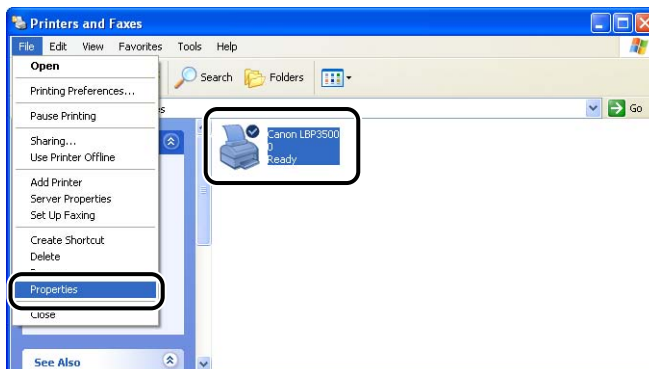 Printers and Faxes
File Edit View Favorites Tools Help
Search Folders
Go
Open
Printing Preferences...
Pause Printing
Sharing...
Use Printer Offline
Add Printer
Server Properties
Set Up Faxing
Create Shortcut
Delete
Properties
Close
See Also
Canon LBP3500
0
Ready